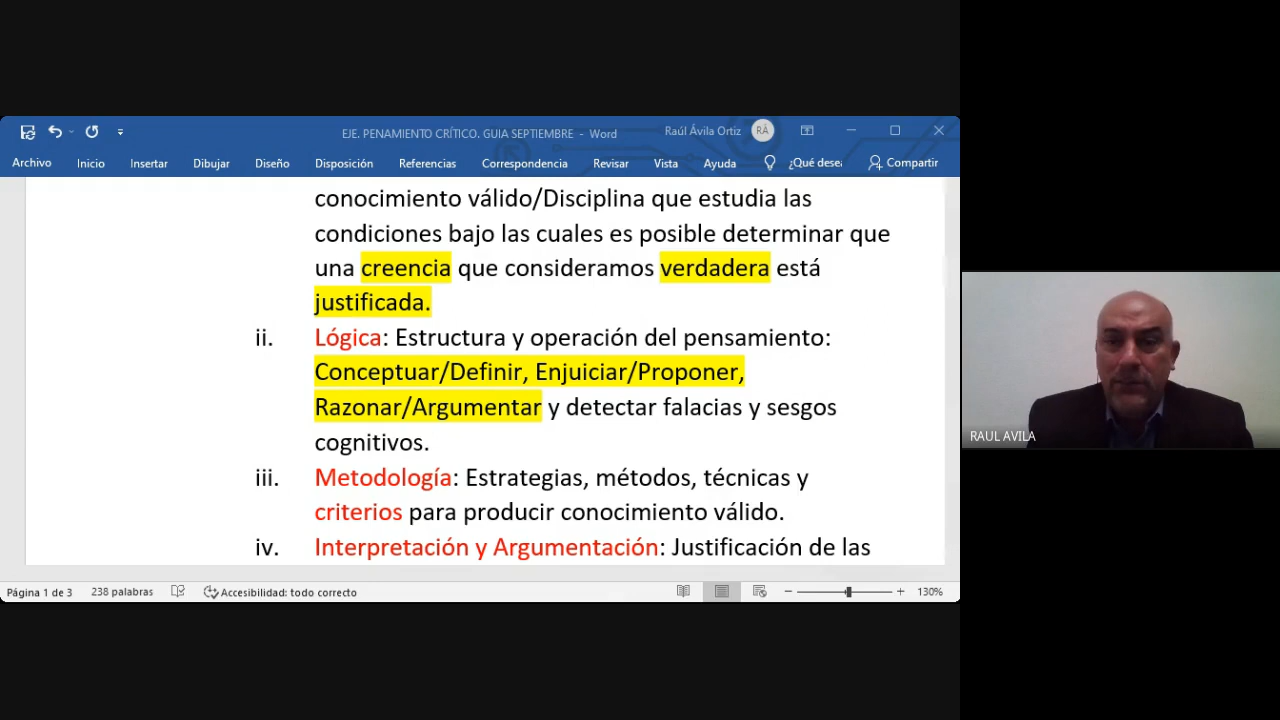 EJE. PENAMIENTO CRÍTICO. GUIA SEPTIEMBRE - Word
Raúl Ávila Ortiz
RÁ
Archivo Inicio Insertar Dibujar Diseño Disposición Referencias Correspondencia Revisar Vista Ayuda ¿Qué dese Compartir
conocimiento válido/Disciplina que estudia las
condiciones bajo las cuales es posible determinar que
una creencia que consideramos verdadera está
justificada.
ii. Lógica: Estructura y operación del pensamiento:
Conceptuar/Definir, Enjuiciar/Proponer,
Razonar/Argumentar y detectar falacias y sesgos
cognitivos.
iii. Metodología: Estrategias, métodos, técnicas y
criterios para producir conocimiento válido.
iv. Interpretación y Argumentación: Justificación de las
Página 1 de 3 238 palabras Accesibilidad: todo correcto 130%
RAUL AVILA